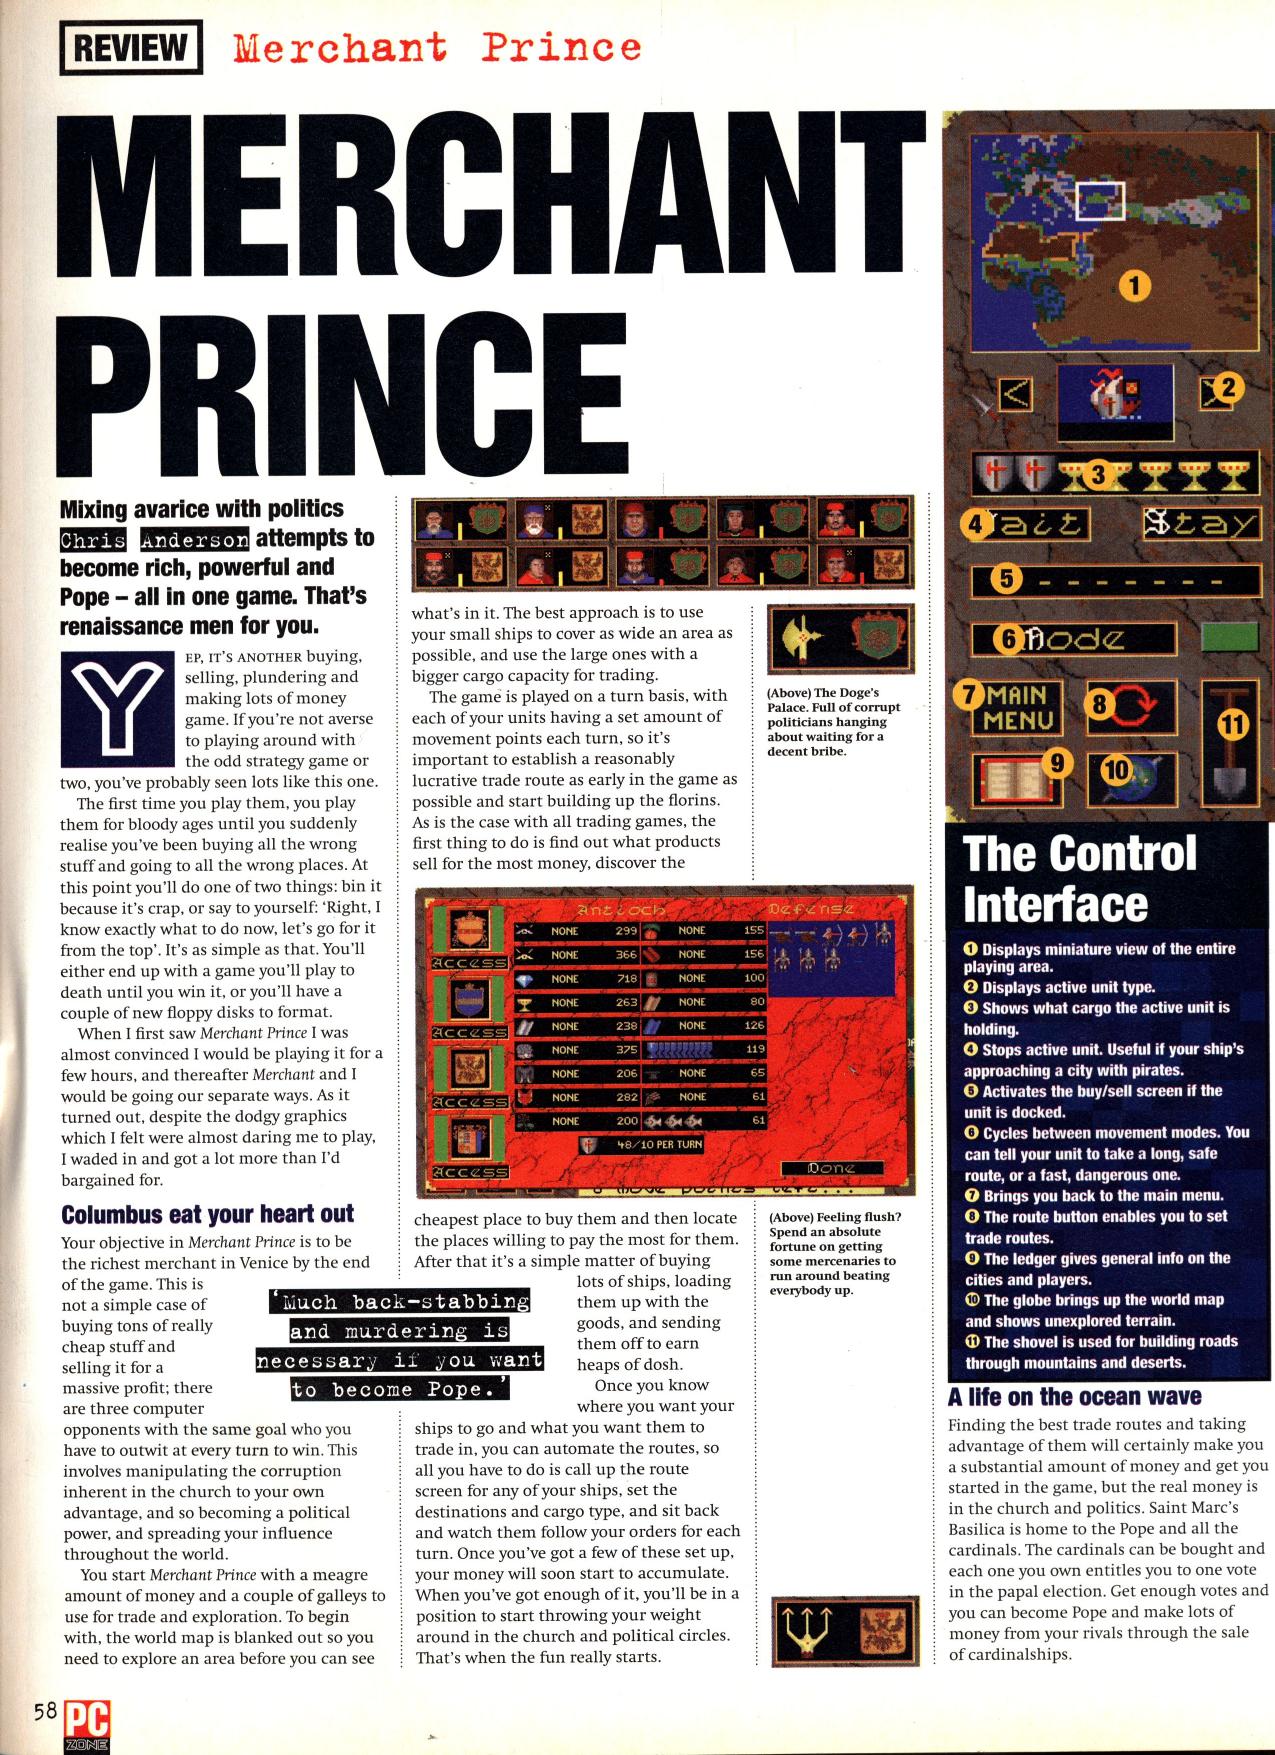 REVIEW Merchant Prince
MERCHANT
PRINCE
Mixing avarice with politics
Chris Anderson attempts to
become rich, powerful and
Pope – all in one game. That's
renaissance men for you.
YEP, IT'S ANOTHER buying,
selling, plundering and
making lots of money
game. If you're not averse
to playing around with
the odd strategy game or
two, you've probably seen lots like this one.
The first time you play them, you play
them for bloody ages until you suddenly
realise you've been buying all the wrong
stuff and going to all the wrong places. At
this point you'll do one of two things: bin it
because it's crap, or say to yourself: 'Right, I
know exactly what to do now, let's go for it
from the top'. It's as simple as that. You'll
either end up with a game you'll play to
death until you win it, or you'll have a
couple of new floppy disks to format.
When I first saw Merchant Prince I was
almost convinced I would be playing it for a
few hours, and thereafter Merchant and I
would be going our separate ways. As it
turned out, despite the dodgy graphics
which I felt were almost daring me to play,
I waded in and got a lot more than I'd
bargained for.
Columbus eat your heart out
Your objective in Merchant Prince is to be
the richest merchant in Venice by the end
of the game. This is
not a simple case of
buying tons of really
cheap stuff and
selling it for a
massive profit; there
are three computer
opponents with the same goal who you
have to outwit at every turn to win. This
involves manipulating the corruption
inherent in the church to your own
advantage, and so becoming a political
power, and spreading your influence
throughout the world.
You start Merchant Prince with a meagre
amount of money and a couple of galleys to
use for trade and exploration. To begin
with, the world map is blanked out so you
need to explore an area before you can see
'Much back-stabbing
and murdering is
necessary if you want
to become Pope.'
what's in it. The best approach is to use
your small ships to cover as wide an area as
possible, and use the large ones with a
bigger cargo capacity for trading.
The game is played on a turn basis, with
each of your units having a set amount of
movement points each turn, so it's
important to establish a reasonably
lucrative trade route as early in the game as
possible and start building up the florins.
As is the case with all trading games, the
first thing to do is find out what products
sell for the most money, discover the
(Above) The Doge's
Palace. Full of corrupt
politicians hanging
about waiting for a
decent bribe.
Antioch Defense
NONE 299 NONE 155
Access
NONE 366 NONE 156
NONE 718 NONE 100
NONE 263 NONE 80
NONE 238 NONE 126
Access
NONE 375 119
NONE 206 NONE 65
Access
NONE 282 NONE 61
NONE 200 61
48/10 PER TURN
Access
Done
cheapest place to buy them and then locate
the places willing to pay the most for them.
After that it's a simple matter of buying
lots of ships, loading
them up with the
goods, and sending
them off to earn
heaps of dosh.
Once you know
where you want your
ships to go and what you want them to
trade in, you can automate the routes, so
all you have to do is call up the route
screen for any of your ships, set the
destinations and cargo type, and sit back
and watch them follow your orders for each
turn. Once you've got a few of these set up,
your money will soon start to accumulate.
When you've got enough of it, you'll be in a
position to start throwing your weight
around in the church and political circles.
That's when the fun really starts.
(Above) Feeling flush?
Spend an absolute
fortune on getting
some mercenaries to
run around beating
everybody up.
1
2
3
4 Wait Stay
5
6 Mode
7 MAIN
MENU
8
9
10
11
The Control
Interface
1 Displays miniature view of the entire
playing area.
2 Displays active unit type.
3 Shows what cargo the active unit is
holding.
4 Stops active unit. Useful if your ship's
approaching a city with pirates.
5 Activates the buy/sell screen if the
unit is docked.
6 Cycles between movement modes. You
can tell your unit to take a long, safe
route, or a fast, dangerous one.
7 Brings you back to the main menu.
8 The route button enables you to set
trade routes.
9 The ledger gives general info on the
cities and players.
10 The globe brings up the world map
and shows unexplored terrain.
11 The shovel is used for building roads
through mountains and deserts.
A life on the ocean wave
Finding the best trade routes and taking
advantage of them will certainly make you
a substantial amount of money and get you
started in the game, but the real money is
in the church and politics. Saint Marc's
Basilica is home to the Pope and all the
cardinals. The cardinals can be bought and
each one you own entitles you to one vote
in the papal election. Get enough votes and
you can become Pope and make lots of
money from your rivals through the sale
of cardinalships.
58 PC
ZONE